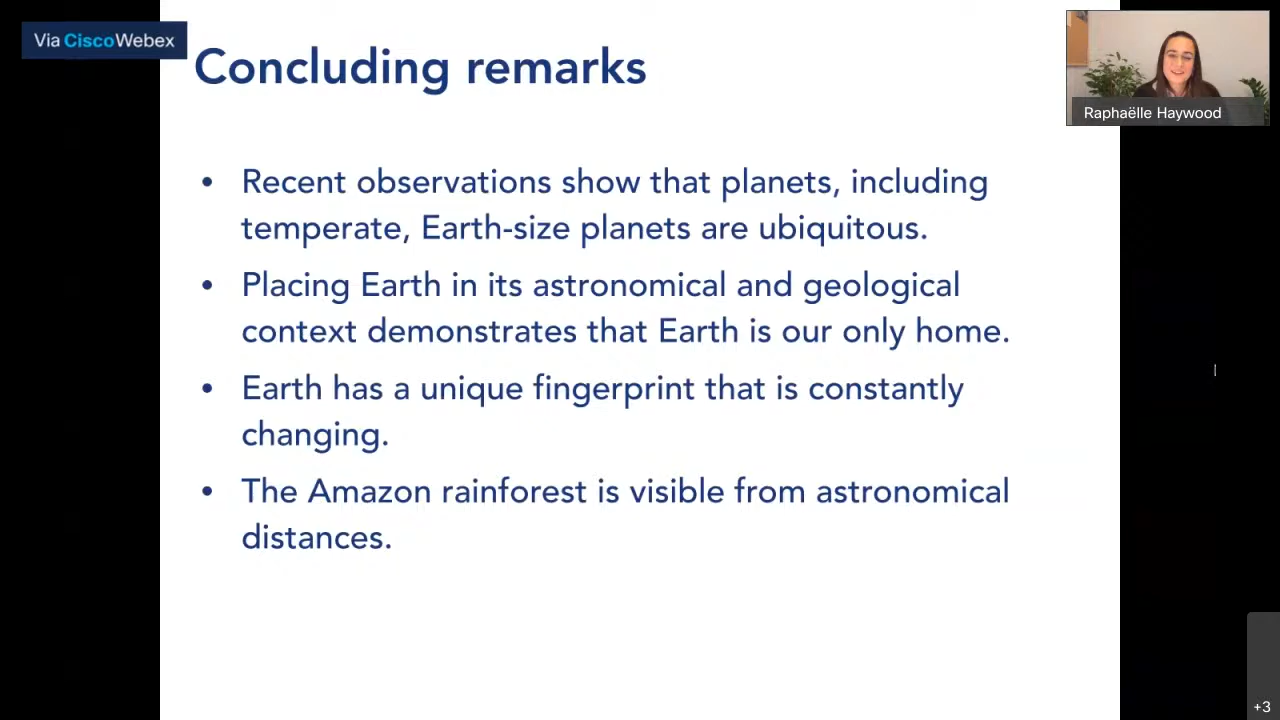 Via CiscoWebex
Concluding remarks
Raphaëlle Haywood
• Recent observations show that planets, including
temperate, Earth-size planets are ubiquitous.
• Placing Earth in its astronomical and geological
context demonstrates that Earth is our only home.
• Earth has a unique fingerprint that is constantly
changing.
• The Amazon rainforest is visible from astronomical
distances.
+3